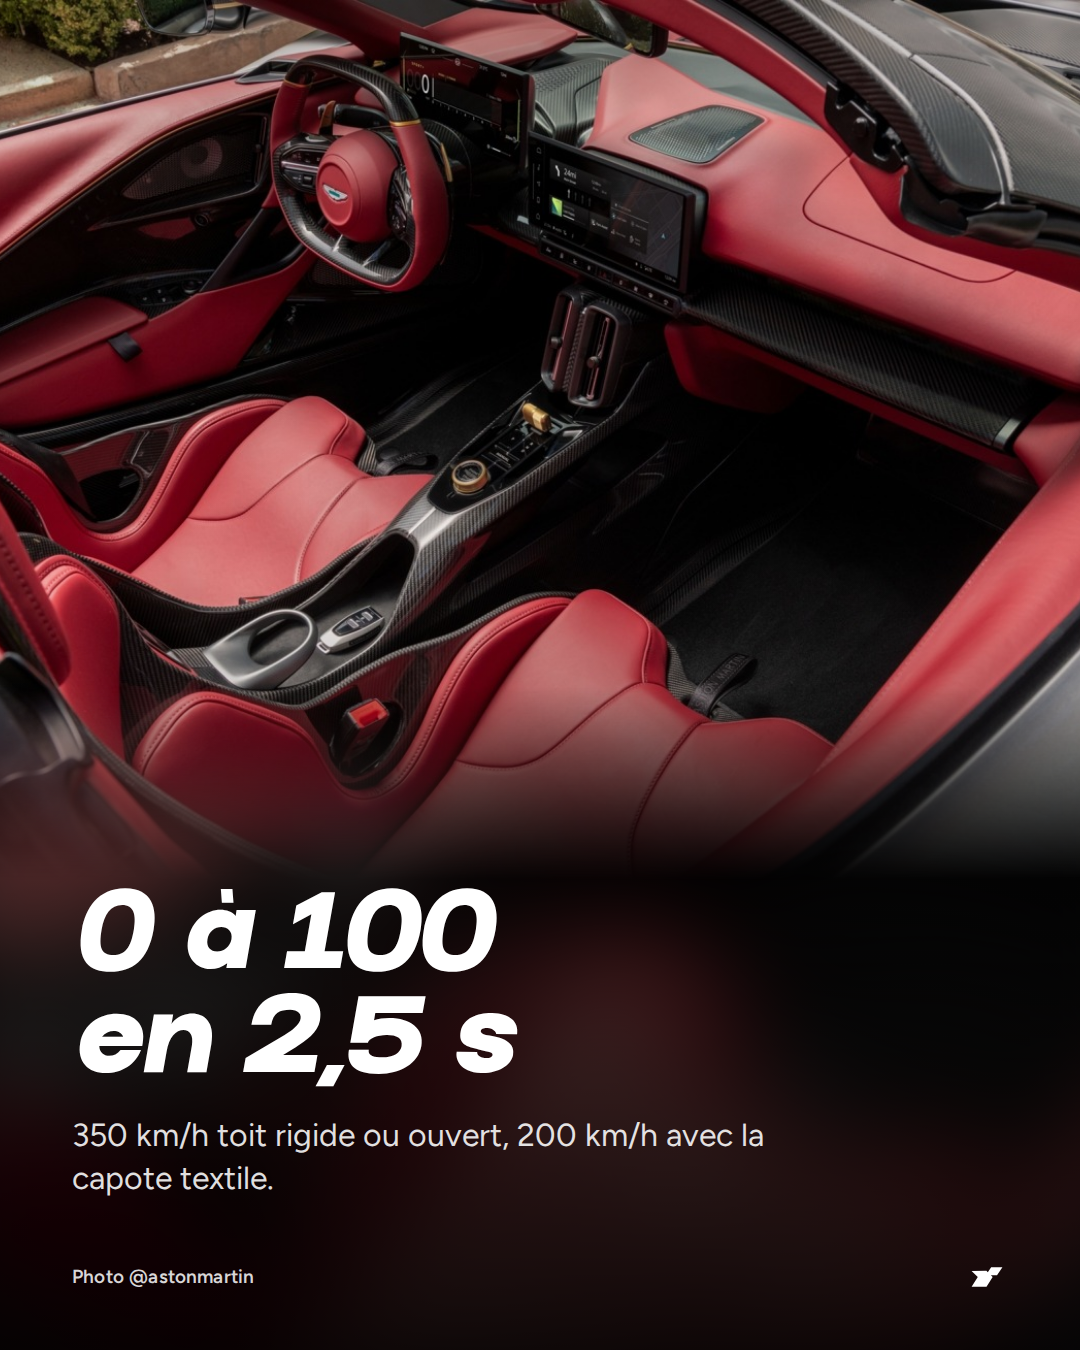 24mi
0 à 100
en 2,5 s
350 km/h toit rigide ou ouvert, 200 km/h avec la
capote textile.
Photo @astonmartin